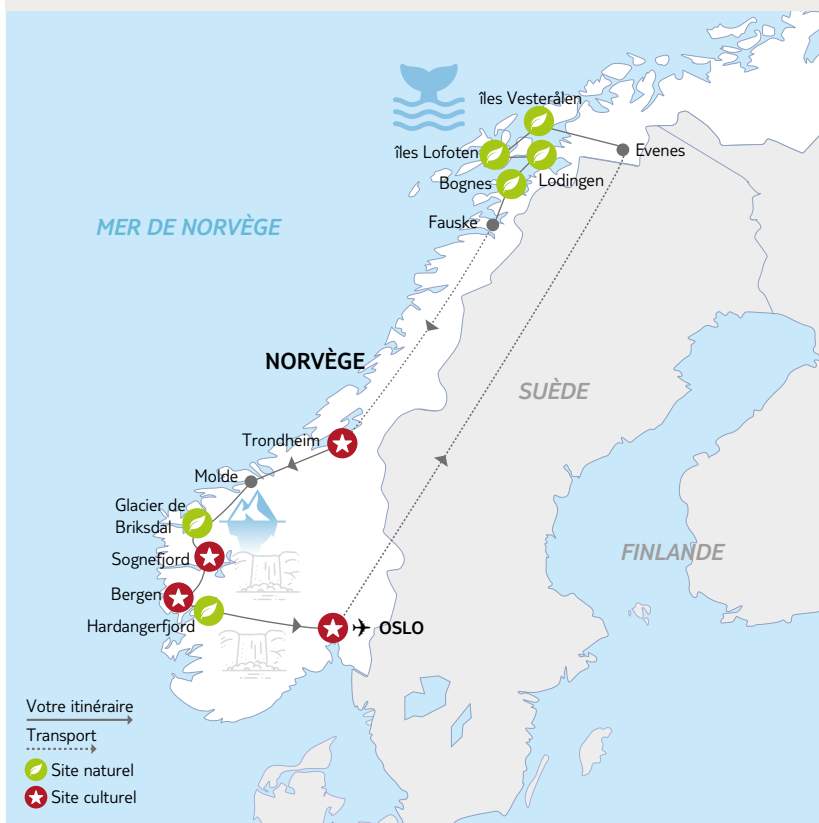 îles Vesterålen
îles Lofoten
Evenes
Bognes
Lodingen
Fauske
MER DE NORVÈGE
NORVÈGE
SUÈDE
Trondheim
Molde
Glacier de
Briksdal
Sognefjord
FINLANDE
Bergen
Hardangerfjord
OSLO
Votre itinéraire
Transport
Site naturel
Site culturel